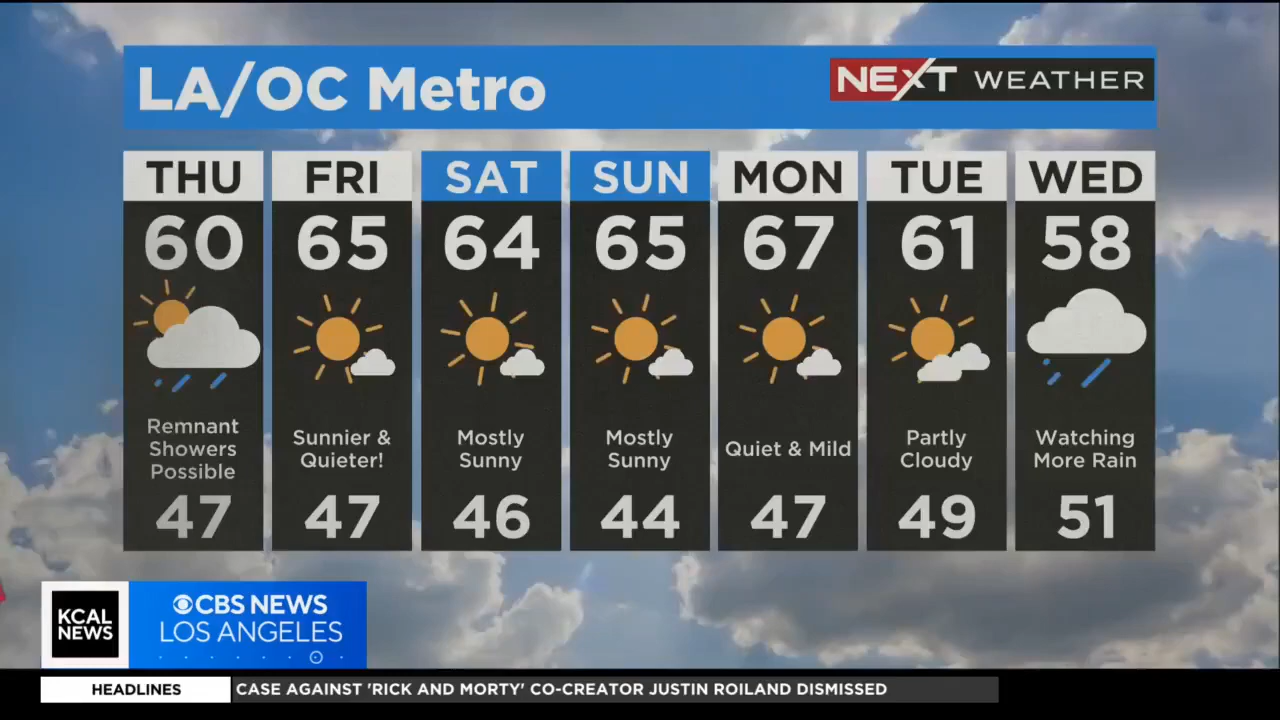 LA/OC Metro
NEXT WEATHER
THU
60
Remnant
Showers
Possible
47
FRI
65
Sunnier &
Quieter!
47
SAT
64
Mostly
Sunny
46
SUN
65
Mostly
Sunny
44
MON
67
Quiet & Mild
47
TUE
61
Partly
Cloudy
49
WED
58
Watching
More Rain
51
KCAL
NEWS
CBS NEWS
LOS ANGELES
HEADLINES
CASE AGAINST 'RICK AND MORTY' CO-CREATOR JUSTIN ROILAND DISMISSED